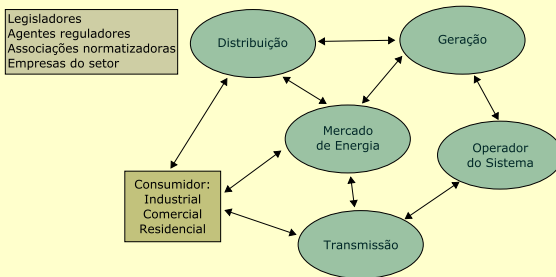 Legisladores
Agentes reguladores
Associações normatizadoras
Empresas do setor
Distribuição
Geração
Mercado
de Energia
Operador
do Sistema
Consumidor:
Industrial
Comercial
Residencial
Transmissão